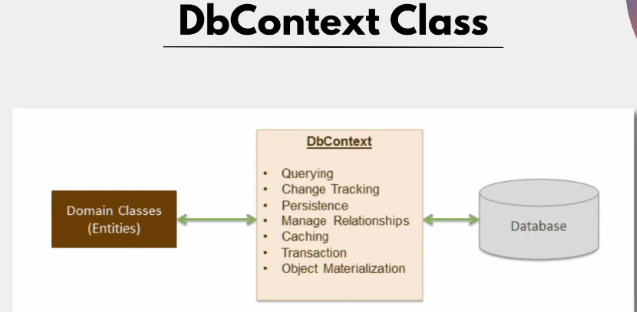 DbContext Class
DbContext
• Querying
• Change Tracking
• Persistence
• Manage Relationships
• Caching
• Transaction
• Object Materialization
Domain Classes
(Entities)
Database